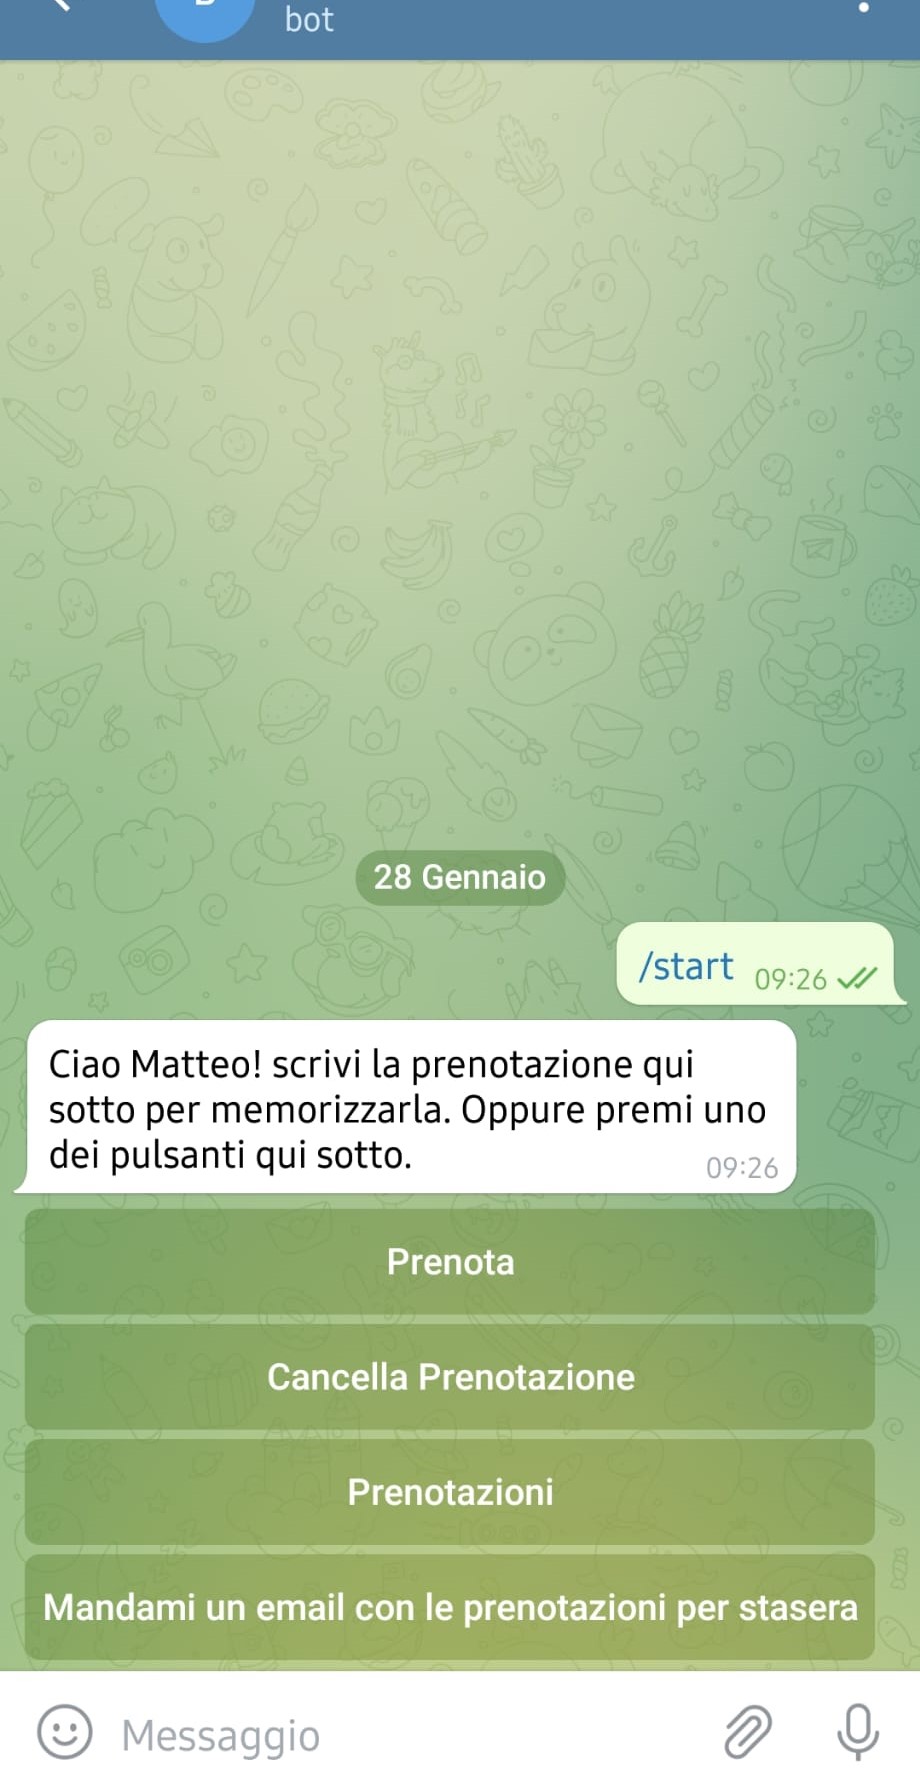 bot
28 Gennaio
/start 09:26
Ciao Matteo! scrivi la prenotazione qui
sotto per memorizzarla. Oppure premi uno
dei pulsanti qui sotto. 09:26
Prenota
Cancella Prenotazione
Prenotazioni
Mandami un email con le prenotazioni per stasera
Messaggio